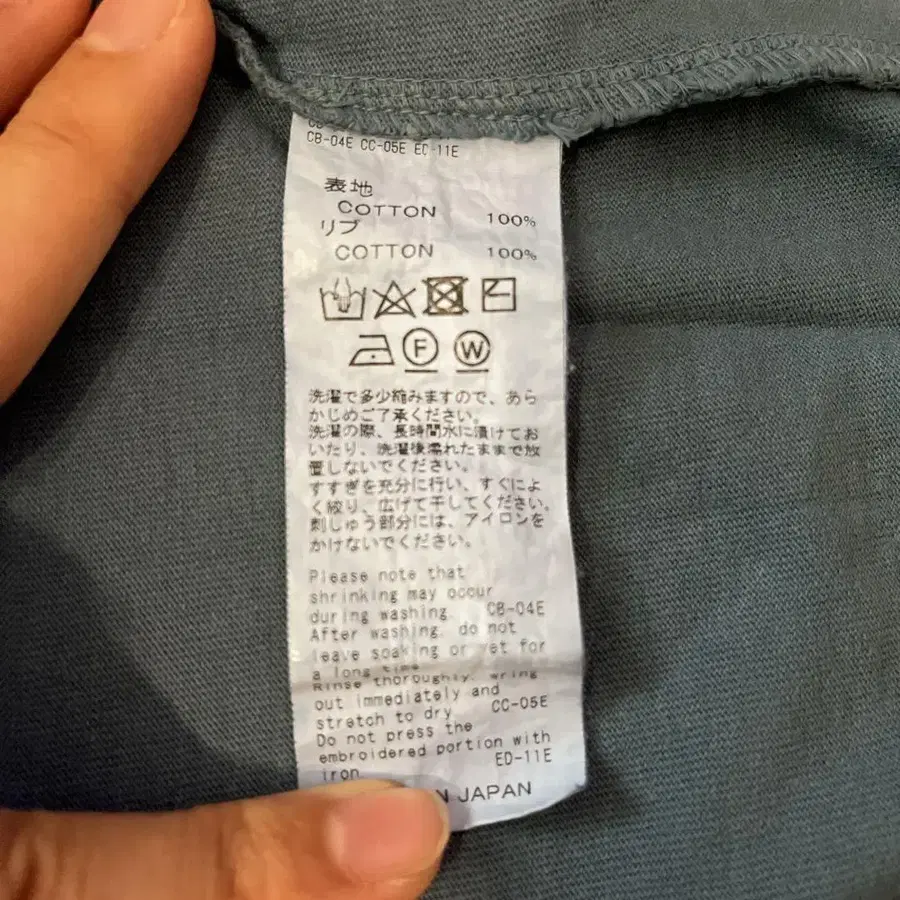 CB-04E CC-05E EC-11E
表地
COTTON 100%
リブ
COTTON 100%
F W
洗濯で多少縮みますので、あら
かじめご了承ください。
洗濯の際、長時間水に漬けてお
いたり、洗濯後濡れたままで放
置しないでください。
すすぎを充分に行い、すぐによ
く絞り、広げて干してください。
刺しゅう部分には、アイロンを
かけないでください。
Please note that
shrinking may occur
during washing. CB-04E
After washing, do not
leave soaking or wet for
a long time
Rinse thoroughly, wring
out immediately and
stretch to dry CC-05E
Do not press the
embroidered portion with
iron ED-11E
JAPAN